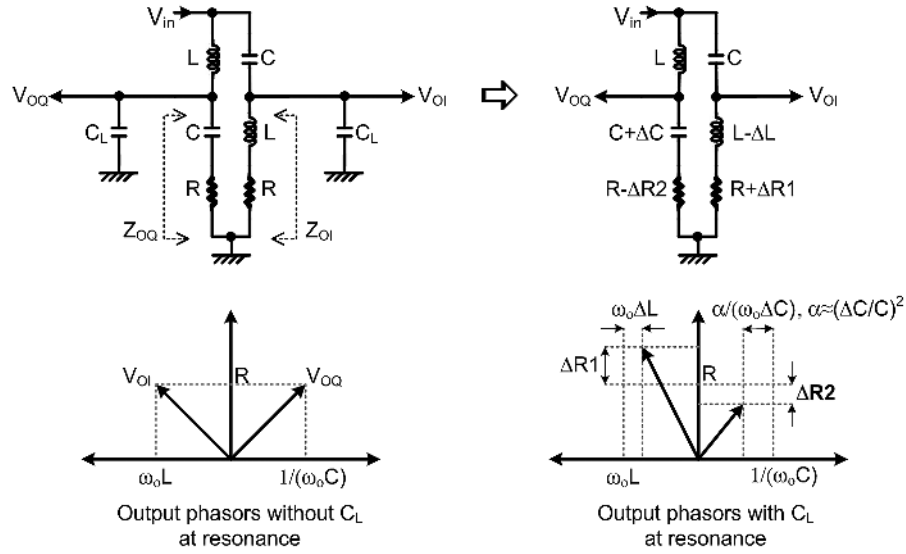 V_in
V_in
L
C
L
C
V_OQ
V_OI
V_OQ
V_OI
C_L
C
L
C_L
C+ΔC
L-ΔL
R
R
R-ΔR2
R+ΔR1
Z_OQ
Z_OI
ω_oΔL
α/(ω_oΔC), α≈(ΔC/C)²
V_OI
R
V_OQ
ΔR1
R
ΔR2
ω_oL
1/(ω_oC)
ω_oL
1/(ω_oC)
Output phasors without C_L
at resonance
Output phasors with C_L
at resonance